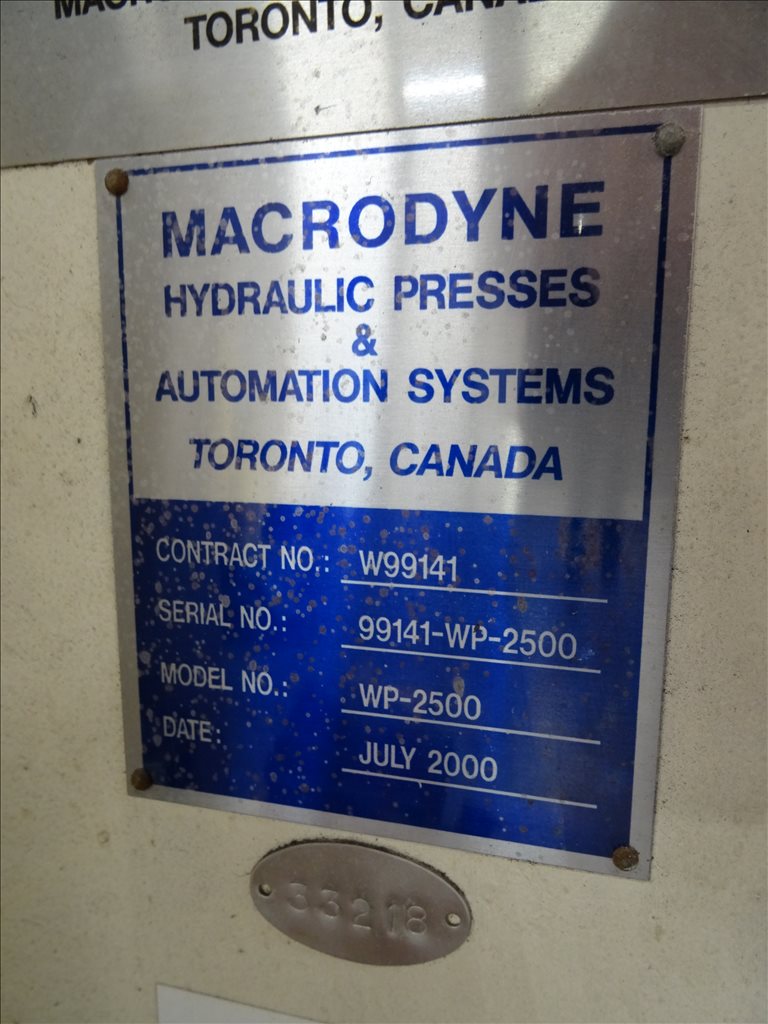 TORONTO, CANADA
MACRODYNE
HYDRAULIC PRESSES
&
AUTOMATION SYSTEMS
TORONTO, CANADA
CONTRACT NO.: W99141
SERIAL NO.: 99141-WP-2500
MODEL NO.: WP-2500
DATE: JULY 2000
33218